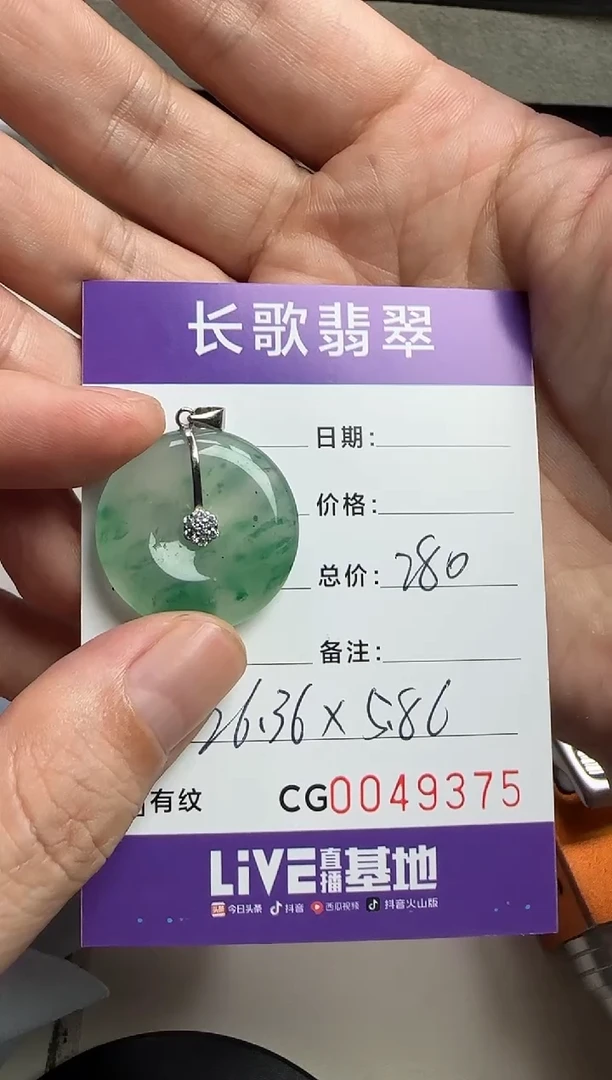 长歌翡翠
日期:
价格:
总价: 280
备注:
26.36 x 5.86
有纹 CG0049375
LiVE直播基地
头条 今日头条 抖音 西瓜视频 抖音火山版